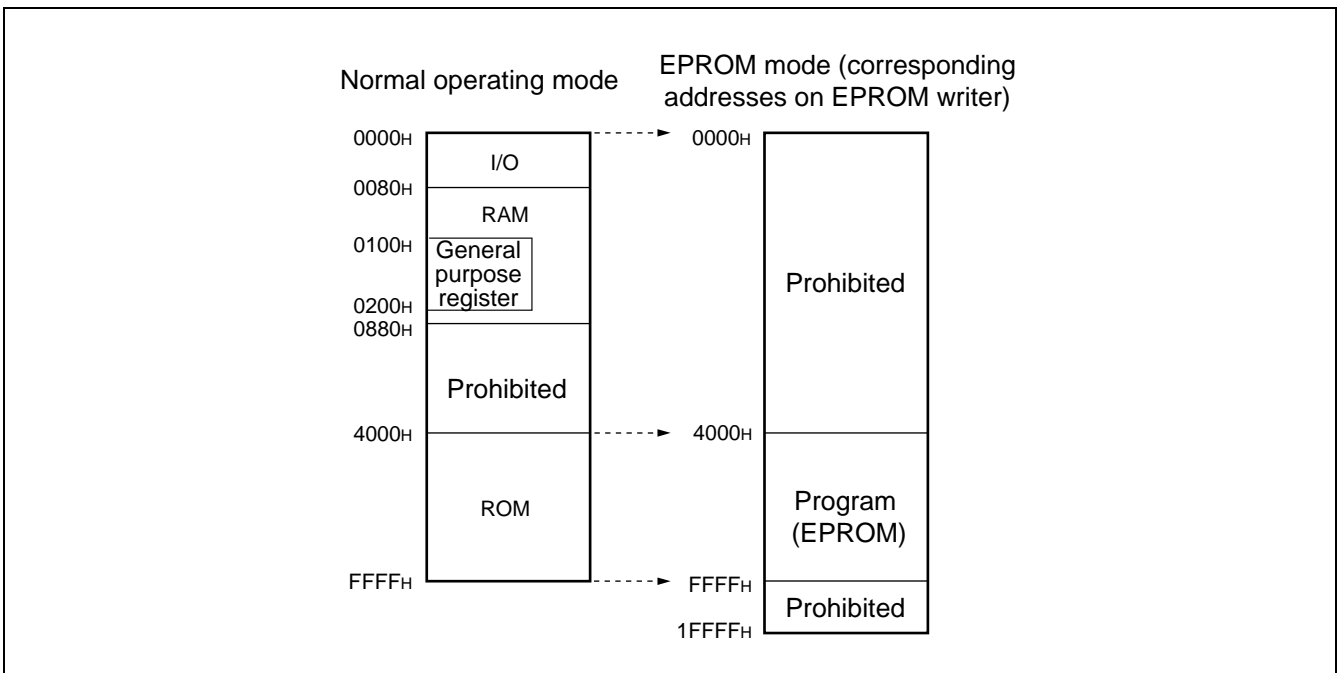 Normal operating mode
EPROM mode (corresponding
addresses on EPROM writer)
0000H
I/O
0080H
RAM
0100H
General
purpose
register
0200H
0880H
Prohibited
4000H
ROM
FFFFH
0000H
Prohibited
4000H
Program
(EPROM)
FFFFH
Prohibited
1FFFFH